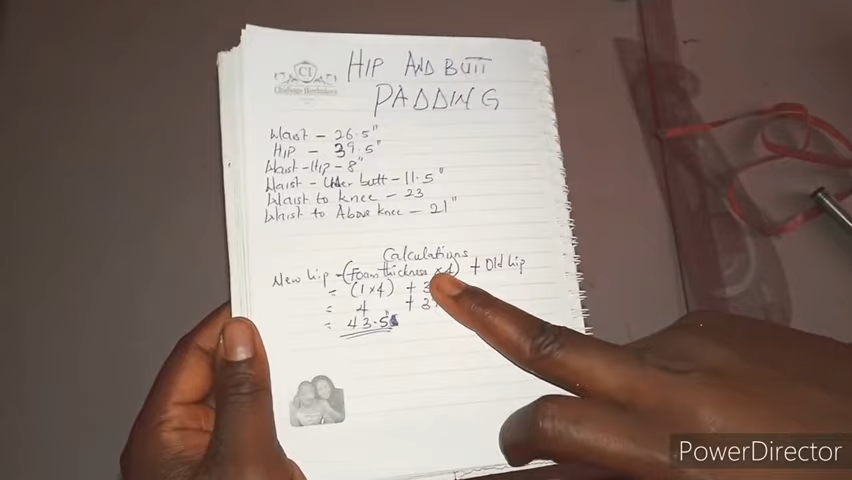 HIP AND BUTT
PADDING
CI
Waist - 26.5"
HIP - 39.5"
Waist-Hip - 8"
Waist - Under butt - 11.5"
Waist to knee - 23
Waist to Above knee - 21"
Calculations
New hip = (Foam thickness × 4) + Old hip
= (1 × 4) + 3
= 4 + 3
= 43.5"
PowerDirector